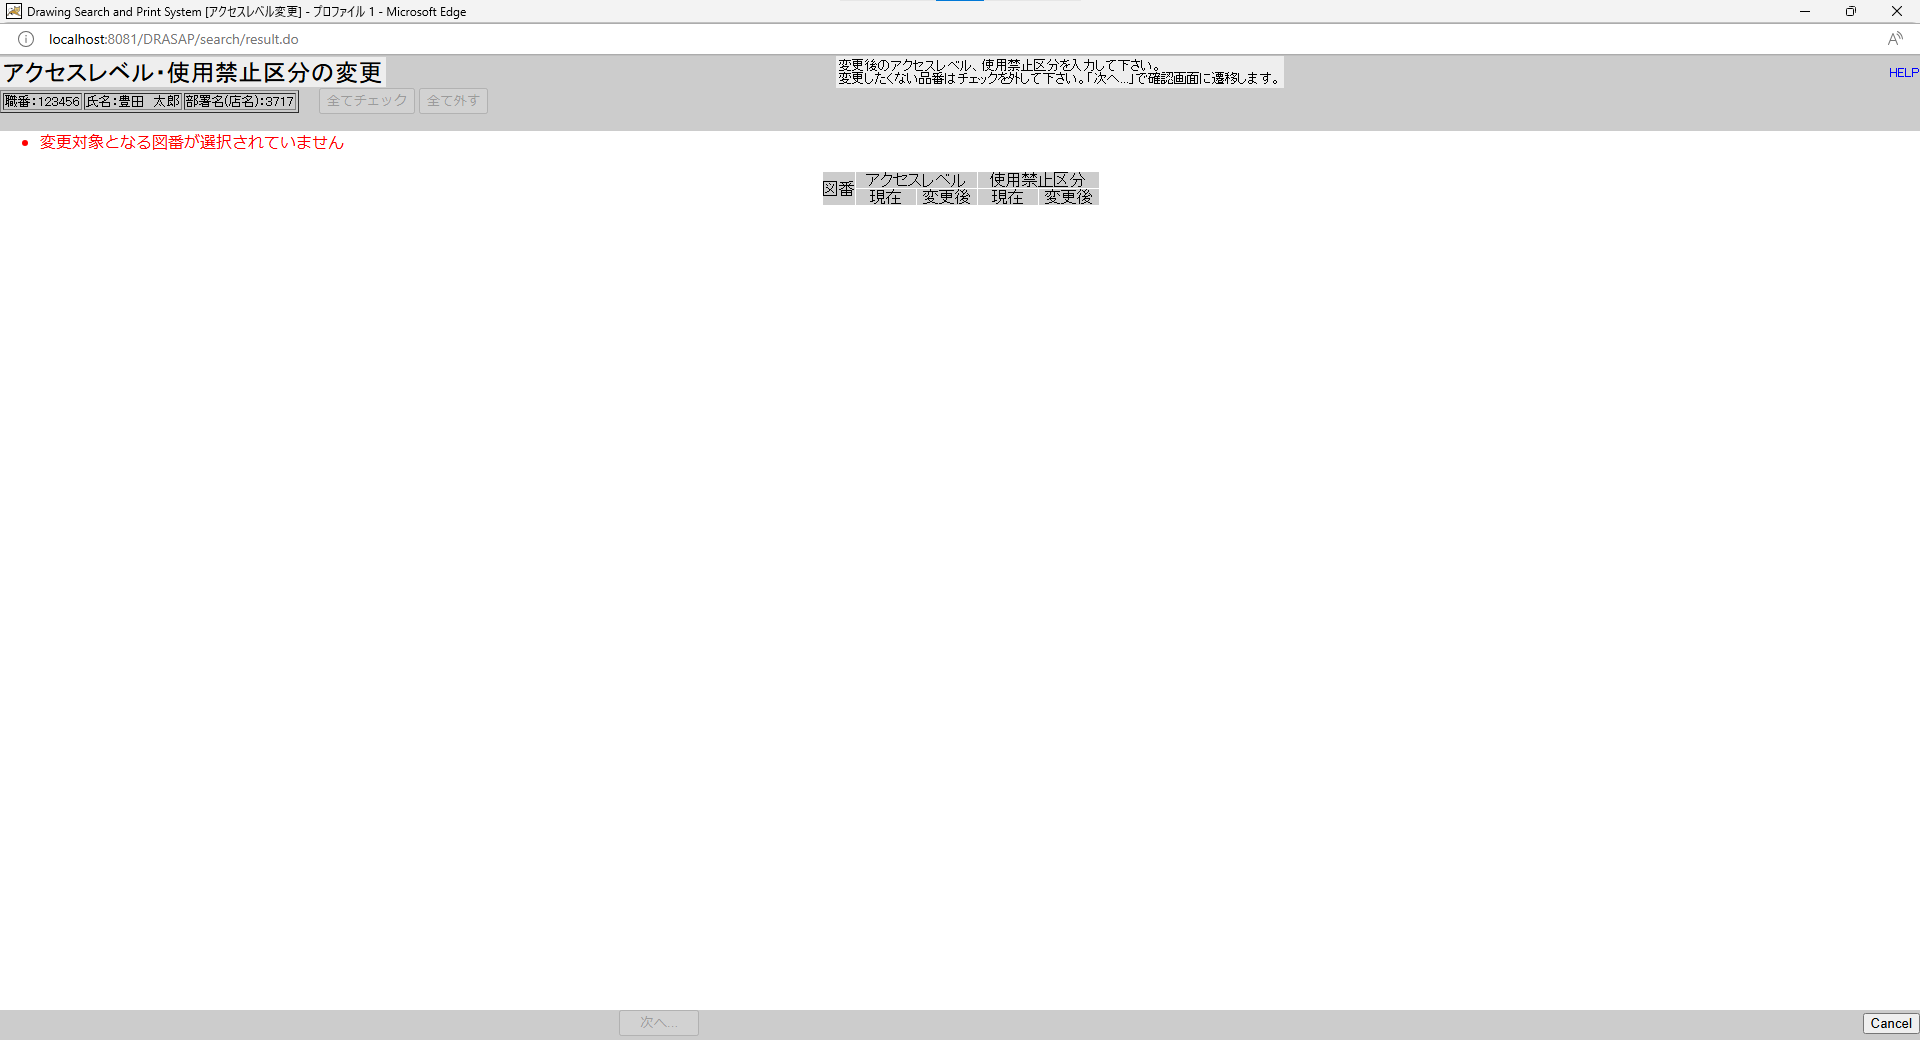 Drawing Search and Print System [アクセスレベル変更] - プロファイル 1 - Microsoft Edge
localhost:8081/DRASAP/search/result.do
アクセスレベル・使用禁止区分の変更
変更後のアクセスレベル、使用禁止区分を入力して下さい。
変更したくない品番はチェックを外して下さい。「次へ...」で確認画面に遷移します。
HELP
職番：123456 氏名：豊田　太郎 部署名(店名)：3717 全てチェック 全て外す
• 変更対象となる図番が選択されていません
図番 アクセスレベル 使用禁止区分
現在 変更後 現在 変更後
次へ...
Cancel